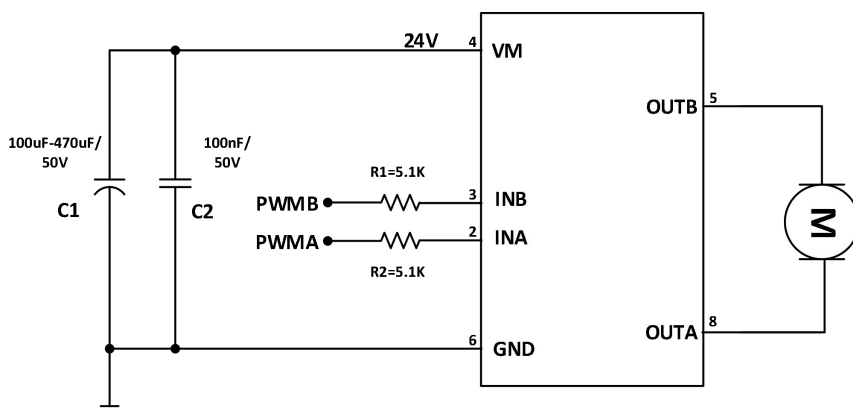 24V
4
VM
5
OUTB
100uF-470uF/
50V
100nF/
50V
C1
C2
R1=5.1K
PWMB
3
INB
PWMA
2
INA
R2=5.1K
M
8
OUTA
6
GND